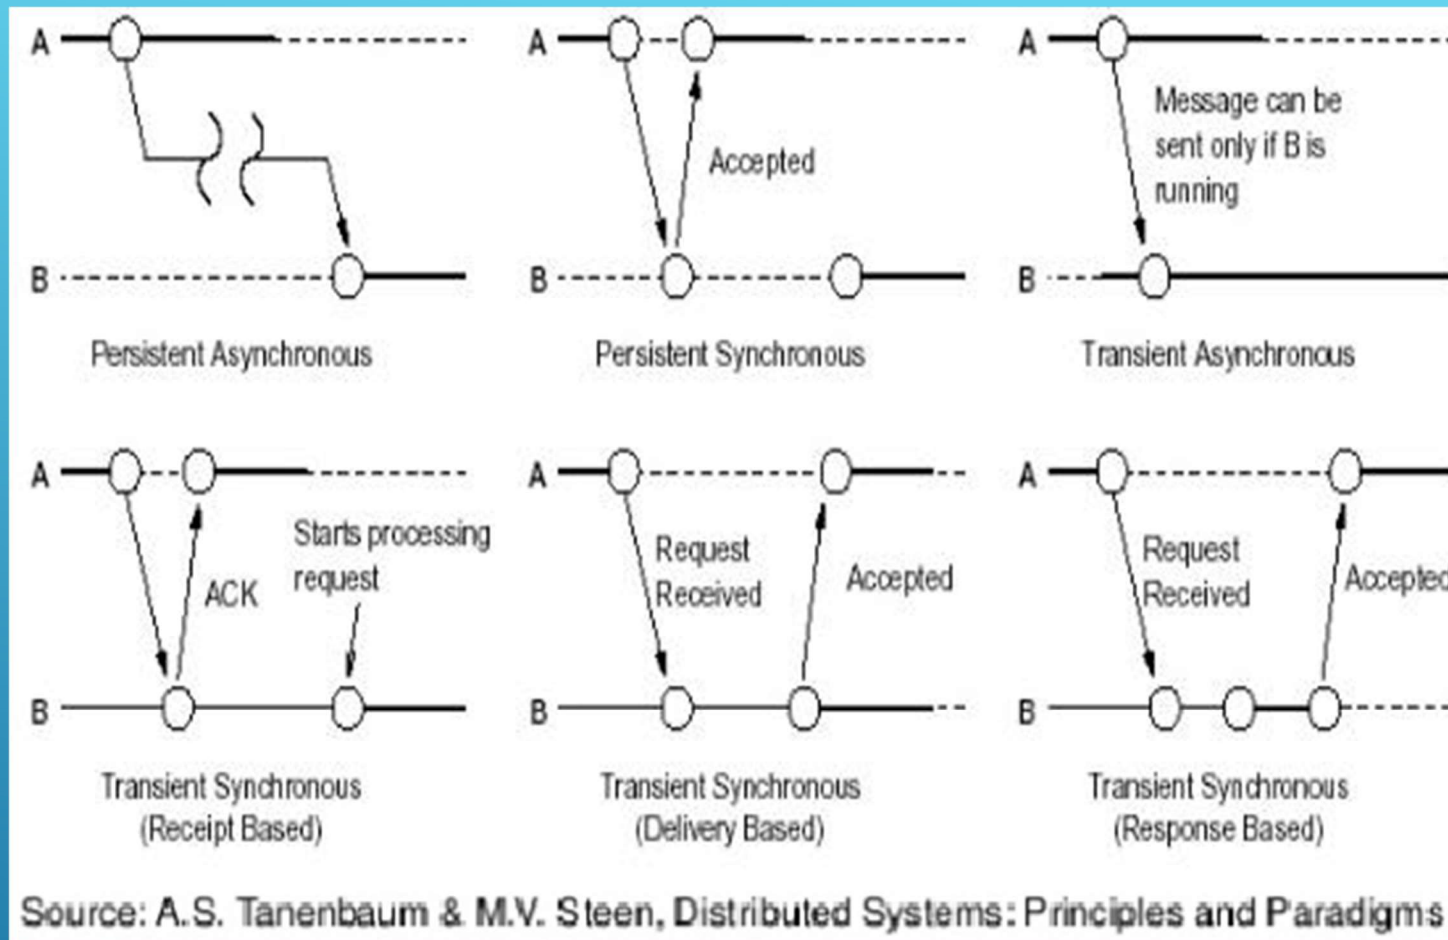 A
B
Persistent Asynchronous
A
Accepted
B
Persistent Synchronous
A
Message can be
sent only if B is
running
B
Transient Asynchronous
A
Starts processing
request
ACK
B
Transient Synchronous
(Receipt Based)
A
Request
Received
Accepted
B
Transient Synchronous
(Delivery Based)
A
Request
Received
Accepted
B
Transient Synchronous
(Response Based)
Source: A.S. Tanenbaum & M.V. Steen, Distributed Systems: Principles and Paradigms